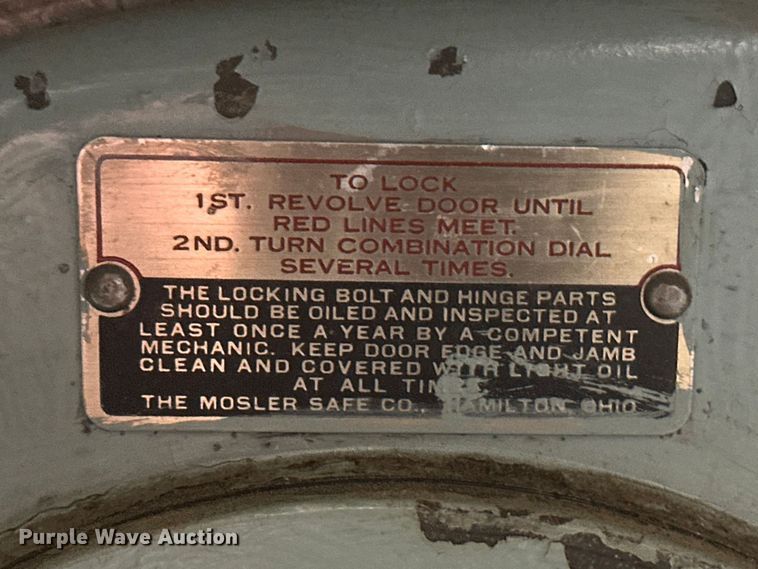 TO LOCK
1ST. REVOLVE DOOR UNTIL
RED LINES MEET.
2ND. TURN COMBINATION DIAL
SEVERAL TIMES.
THE LOCKING BOLT AND HINGE PARTS
SHOULD BE OILED AND INSPECTED AT
LEAST ONCE A YEAR BY A COMPETENT
MECHANIC. KEEP DOOR EDGE AND JAMB
CLEAN AND COVERED WITH LIGHT OIL
AT ALL TIMES
THE MOSLER SAFE CO., HAMILTON, OHIO
Purple Wave Auction